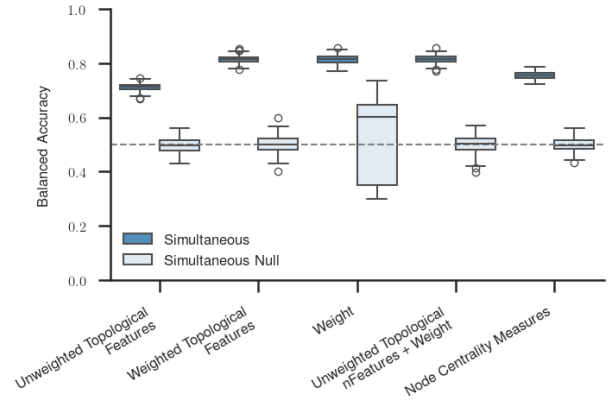 1.0
0.8
0.6
0.4
0.2
0.0
Balanced Accuracy
Simultaneous
Simultaneous Null
Unweighted Topological
Features
Weighted Topological
Features
Weight
Unweighted Topological
nFeatures + Weight
Node Centrality Measures